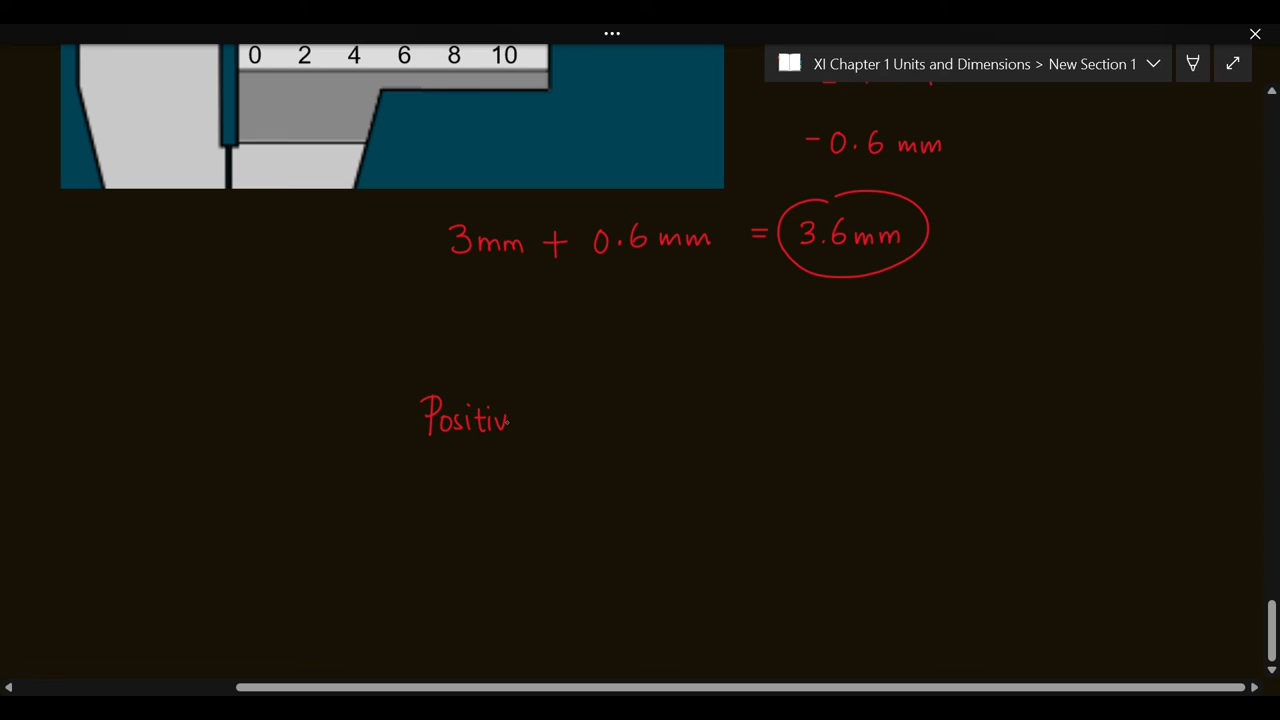 0 2 4 6 8 10
XI Chapter 1 Units and Dimensions > New Section 1
-0.6 mm
3mm + 0.6 mm = 3.6mm
Positiv